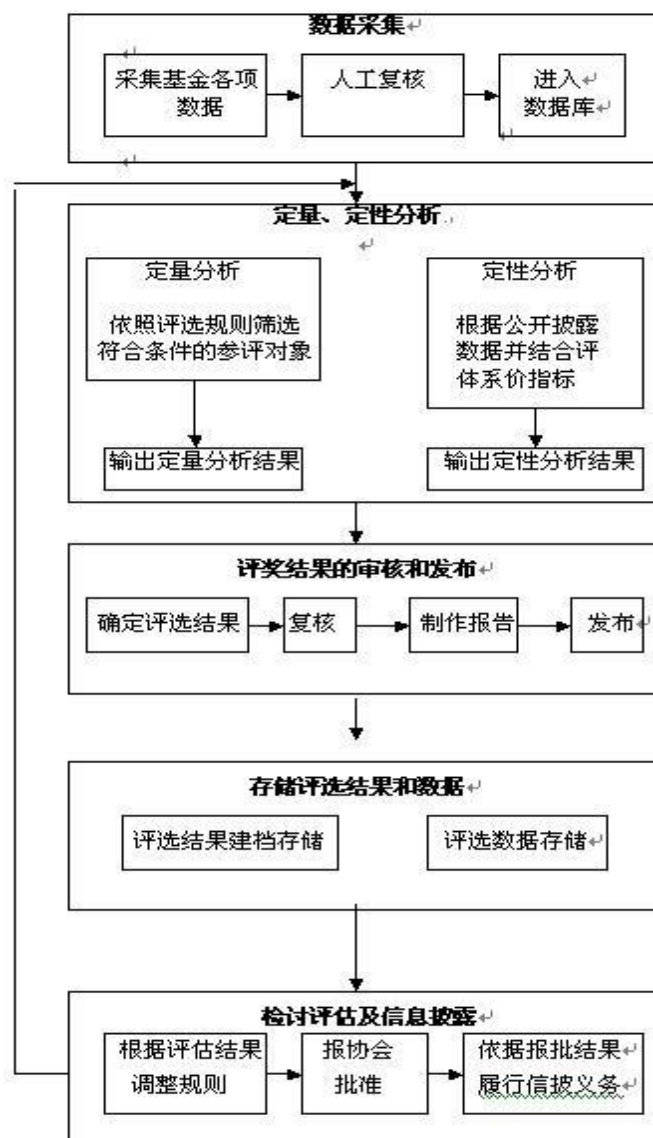 数据采集
采集基金各项
数据
人工复核
进入
数据库
定量、定性分析
定量分析
依照评选规则筛选
符合条件的参评对象
输出定量分析结果
定性分析
根据公开披露
数据并结合评
体系价指标
输出定性分析结果
评奖结果的审核和发布
确定评选结果
复核
制作报告
发布
存储评选结果和数据
评选结果建档存储
评选数据存储
检讨评估及信息披露
根据评估结果
调整规则
报协会
批准
依据报批结果
履行信披义务